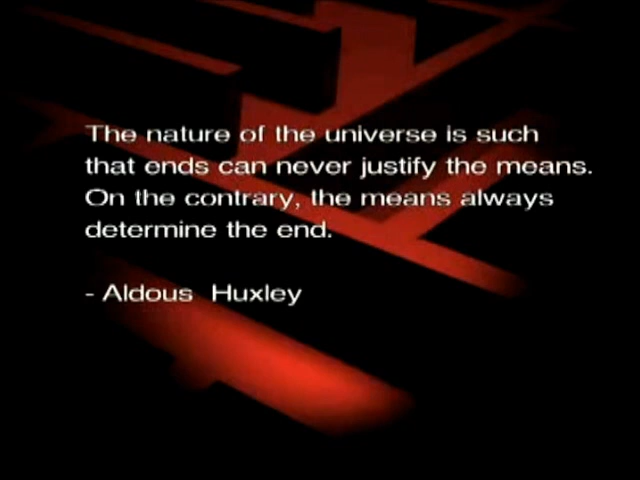 The nature of the universe is such
that ends can never justify the means.
On the contrary, the means always
determine the end.
- Aldous Huxley